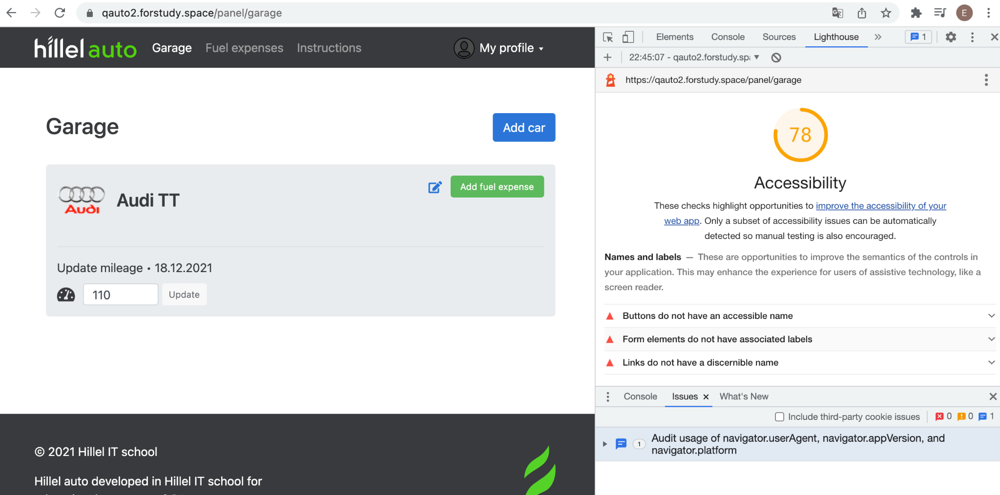 qauto2.forstudy.space/panel/garage
E
hillel auto
Garage
Fuel expenses
Instructions
My profile
Garage
Add car
Audi
Audi TT
Add fuel expense
Update mileage • 18.12.2021
110
Update
© 2021 Hillel IT school
Hillel auto developed in Hillel IT school for
Elements
Console
Sources
Lighthouse
1
22:45:07 - qauto2.forstudy.sp
https://qauto2.forstudy.space/panel/garage
78
Accessibility
These checks highlight opportunities to improve the accessibility of your
web app. Only a subset of accessibility issues can be automatically
detected so manual testing is also encouraged.
Names and labels — These are opportunities to improve the semantics of the controls in
your application. This may enhance the experience for users of assistive technology, like a
screen reader.
Buttons do not have an accessible name
Form elements do not have associated labels
Links do not have a discernible name
Console
Issues
What's New
Include third-party cookie issues
0
0
1
1
Audit usage of navigator.userAgent, navigator.appVersion, and
navigator.platform